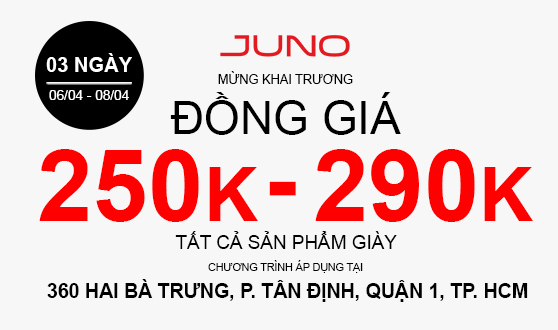 03 NGÀY
06/04 - 08/04
JUNO
MỪNG KHAI TRƯƠNG
ĐỒNG GIÁ
250K - 290K
TẤT CẢ SẢN PHẨM GIÀY
CHƯƠNG TRÌNH ÁP DỤNG TẠI
360 HAI BÀ TRƯNG, P. TÂN ĐỊNH, QUẬN 1, TP. HCM